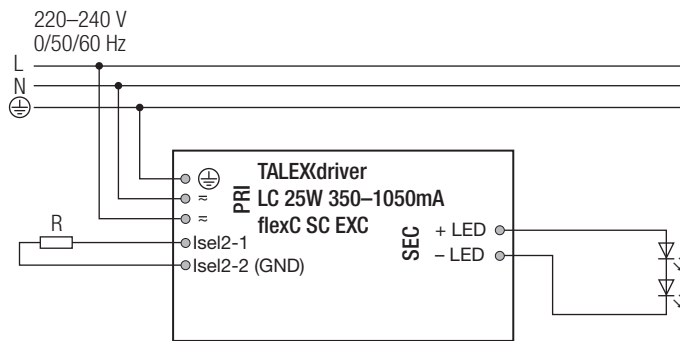 220–240 V
0/50/60 Hz
L
N
TALEXXdriver
LC 25W 350–1050mA
flexC SC EXC
PRI
≈
≈
R
Isel2-1
Isel2-2 (GND)
SEC
+ LED
– LED